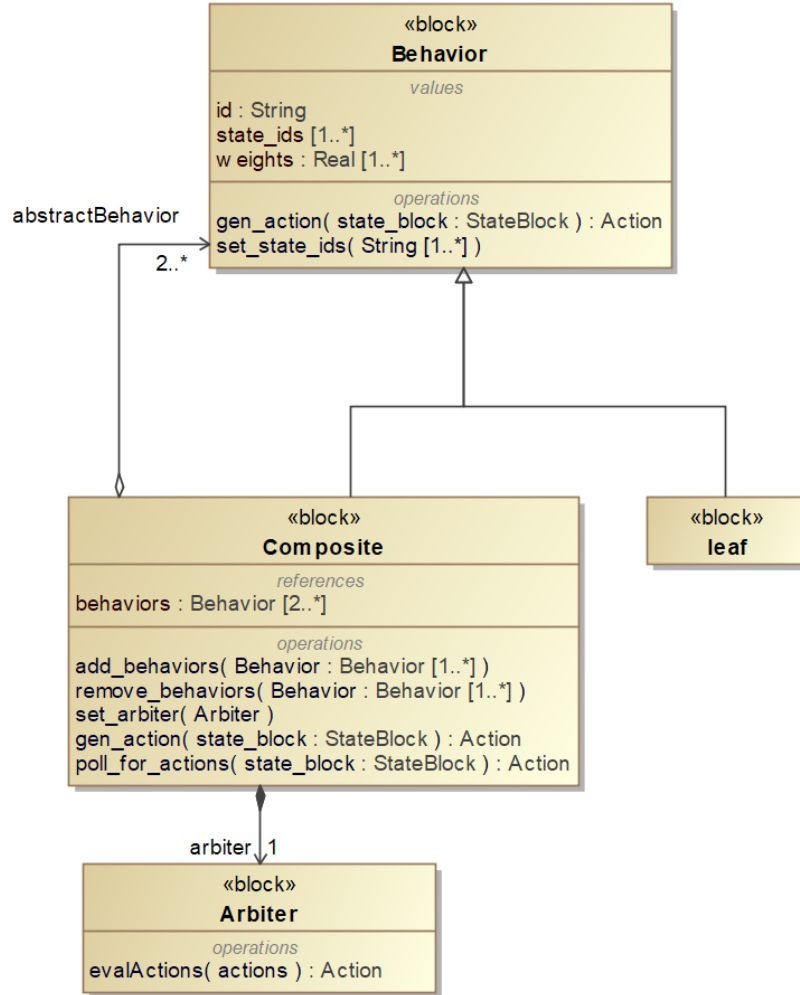 «block»
Behavior
values
id : String
state_ids [1..*]
w eights : Real [1..*]
operations
gen_action( state_block : StateBlock ) : Action
set_state_ids( String [1..*] )
abstractBehavior
2..*
«block»
Composite
references
behaviors : Behavior [2..*]
operations
add_behaviors( Behavior : Behavior [1..*] )
remove_behaviors( Behavior : Behavior [1..*] )
set_arbiter( Arbiter )
gen_action( state_block : StateBlock ) : Action
poll_for_actions( state_block : StateBlock ) : Action
«block»
leaf
arbiter 1
«block»
Arbiter
operations
evalActions( actions ) : Action